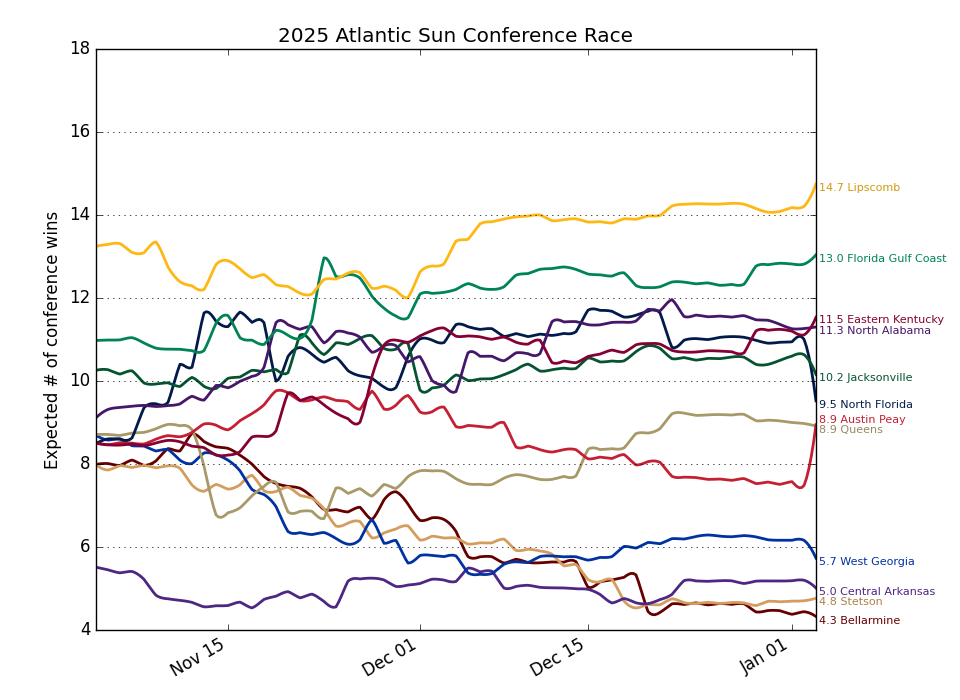 2025 Atlantic Sun Conference Race
Expected # of conference wins
18
16
14
12
10
8
6
4
Nov 15
Dec 01
Dec 15
Jan 01
14.7 Lipscomb
13.0 Florida Gulf Coast
11.5 Eastern Kentucky
11.3 North Alabama
10.2 Jacksonville
9.5 North Florida
8.9 Austin Peay
8.9 Queens
5.7 West Georgia
5.0 Central Arkansas
4.8 Stetson
4.3 Bellarmine